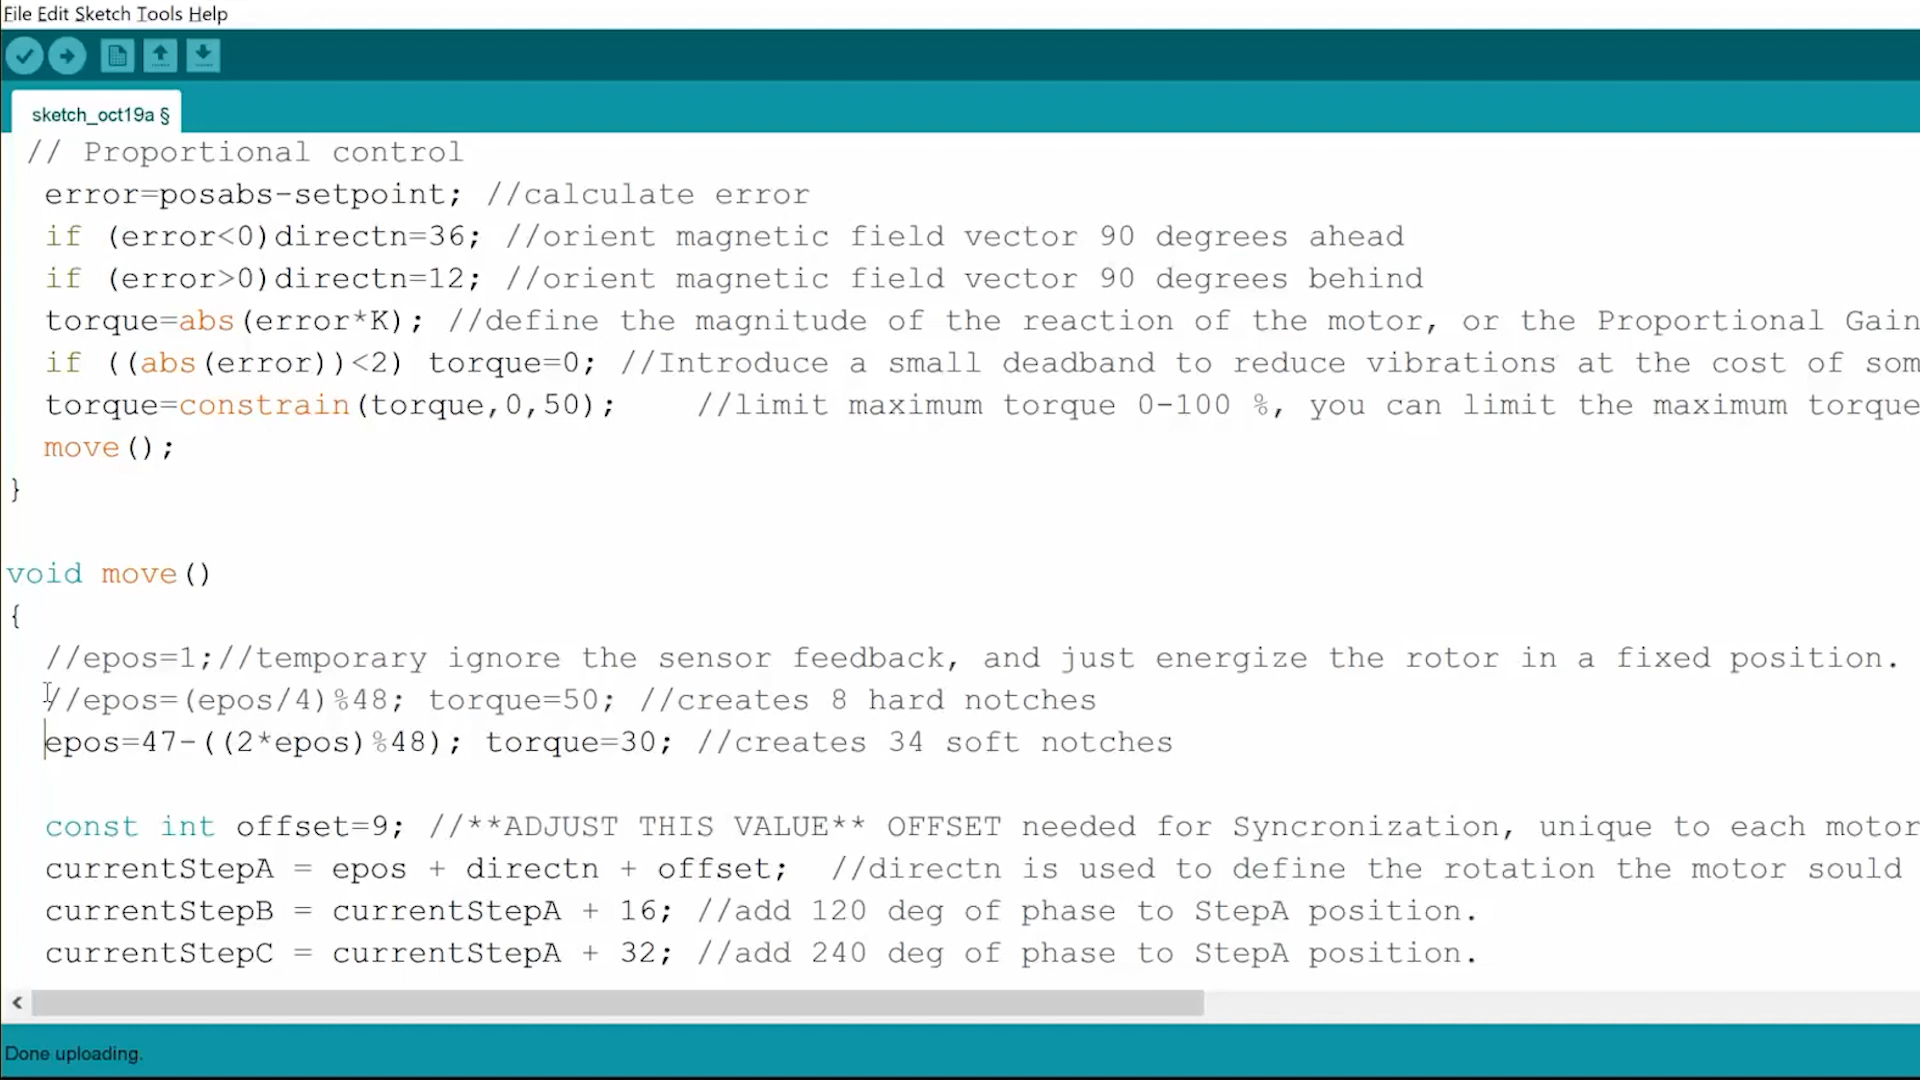 File Edit Sketch Tools Help
sketch_oct19a §
// Proportional control
error=posabs-setpoint; //calculate error
if (error<0)directn=36; //orient magnetic field vector 90 degrees ahead
if (error>0)directn=12; //orient magnetic field vector 90 degrees behind
torque=abs(error*K); //define the magnitude of the reaction of the motor, or the Proportional Gain
if ((abs(error))<2) torque=0; //Introduce a small deadband to reduce vibrations at the cost of som
torque=constrain(torque,0,50); //limit maximum torque 0-100 %, you can limit the maximum torque
move();
}
void move()
{
//epos=1;//temporary ignore the sensor feedback, and just energize the rotor in a fixed position.
//epos=(epos/4)%48; torque=50; //creates 8 hard notches
epos=47-((2*epos)%48); torque=30; //creates 34 soft notches
const int offset=9; //**ADJUST THIS VALUE** OFFSET needed for Syncronization, unique to each motor
currentStepA = epos + directn + offset; //directn is used to define the rotation the motor sould
currentStepB = currentStepA + 16; //add 120 deg of phase to StepA position.
currentStepC = currentStepA + 32; //add 240 deg of phase to StepA position.
Done uploading.